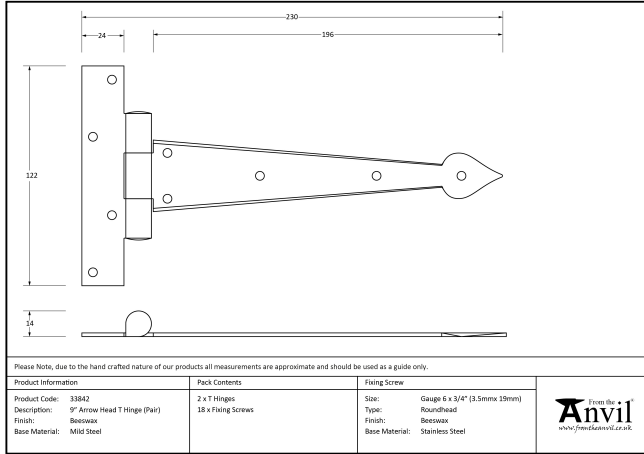 230
24
196
122
14
Please Note, due to the hand crafted nature of our products all measurements are approximate and should be used as a guide only.
Product Information
Product Code: 33842
Description: 9" Arrow Head T Hinge (Pair)
Finish: Beeswax
Base Material: Mild Steel
Pack Contents
2 x T Hinges
18 x Fixing Screws
Fixing Screw
Size: Gauge 6 x 3/4" (3.5mmx 19mm)
Type: Roundhead
Finish: Beeswax
Base Material: Stainless Steel
From the
Anvil
www.fromtheanvil.co.uk